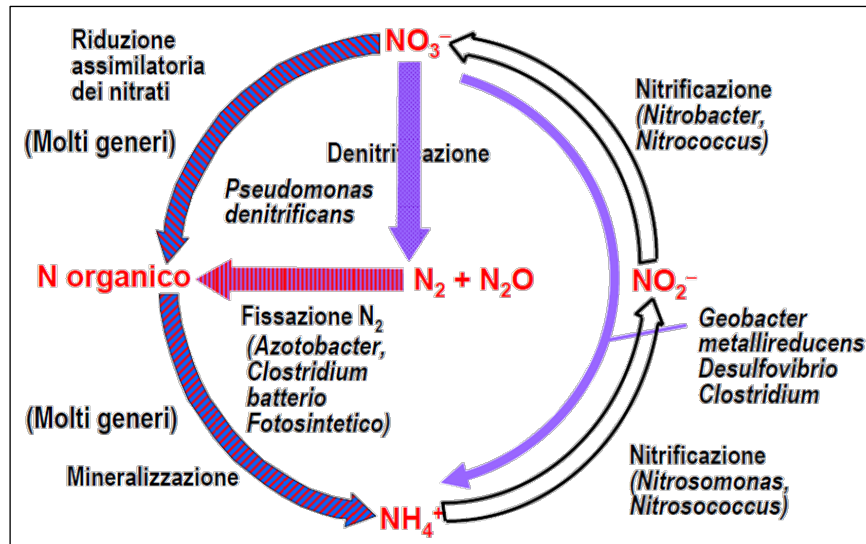 NO₃⁻
Riduzione
assimilatoria
dei nitrati
(Molti generi)
Nitrificazione
(Nitrobacter,
Nitrococcus)
Denitrificazione
Pseudomonas
denitrificans
N organico
N₂ + N₂O
NO₂⁻
Fissazione N₂
(Azotobacter,
Clostridium
batterio
Fotosintetico)
Geobacter
metallireducens
Desulfovibrio
Clostridium
(Molti generi)
Mineralizzazione
Nitrificazione
(Nitrosomonas,
Nitrosococcus)
NH₄⁺